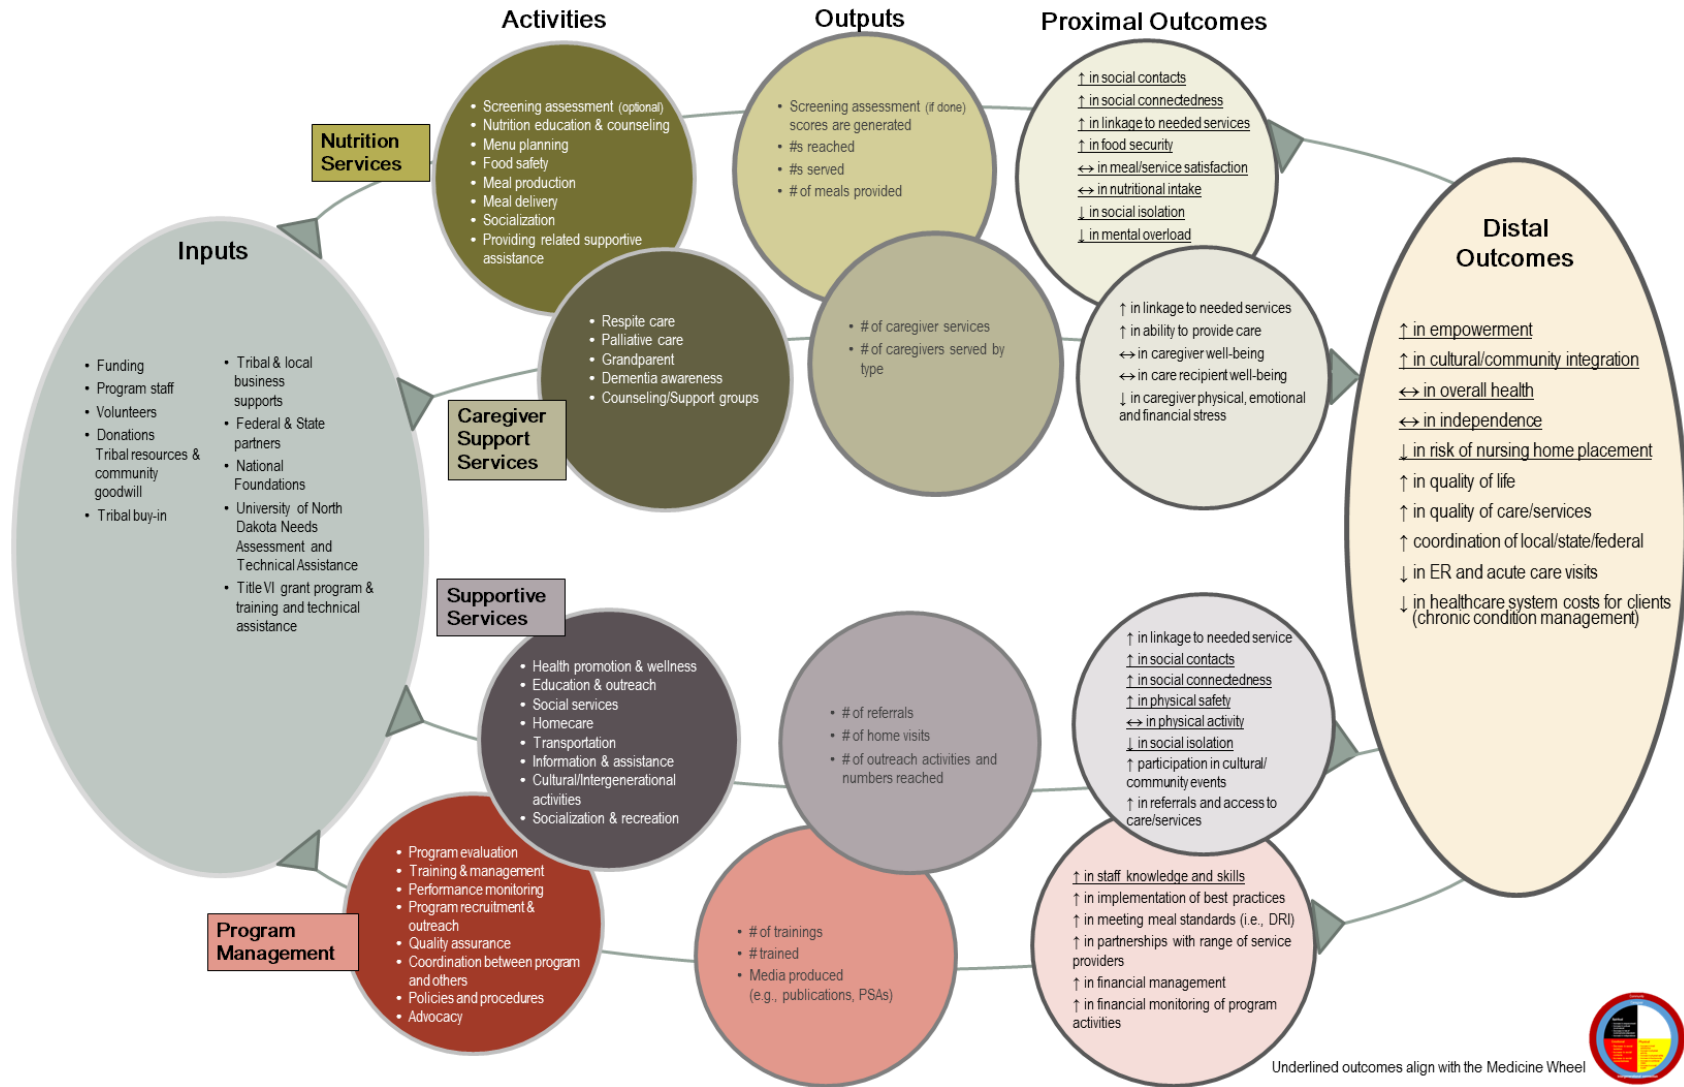 Activities
Outputs
Proximal Outcomes
Nutrition
Services
• Screening assessment (optional)
• Nutrition education & counseling
• Menu planning
• Food safety
• Meal production
• Meal delivery
• Socialization
• Providing related supportive
assistance
• Screening assessment (if done)
scores are generated
• #s reached
• #s served
• # of meals provided
↑ in social contacts
↑ in social connectedness
↑ in linkage to needed services
↑ in food security
↔ in meal/service satisfaction
↔ in nutritional intake
↓ in social isolation
↓ in mental overload
Inputs
• Funding
• Program staff
• Volunteers
• Donations
Tribal resources &
community
goodwill
• Tribal buy-in
• Tribal & local
business
supports
• Federal & State
partners
• National
Foundations
• University of North
Dakota Needs
Assessment and
Technical Assistance
• Title VI grant program &
training and technical
assistance
Caregiver
Support
Services
• Respite care
• Palliative care
• Grandparent
• Dementia awareness
• Counseling/Support groups
• # of caregiver services
• # of caregivers served by
type
↑ in linkage to needed services
↑ in ability to provide care
↔ in caregiver well-being
↔ in care recipient well-being
↓ in caregiver physical, emotional
and financial stress
Distal
Outcomes
↑ in empowerment
↑ in cultural/community integration
↔ in overall health
↔ in independence
↓ in risk of nursing home placement
↑ in quality of life
↑ in quality of care/services
↑ coordination of local/state/federal
↓ in ER and acute care visits
↓ in healthcare system costs for clients
(chronic condition management)
Supportive
Services
• Health promotion & wellness
• Education & outreach
• Social services
• Homecare
• Transportation
• Information & assistance
• Cultural/Intergenerational
activities
• Socialization & recreation
• # of referrals
• # of home visits
• # of outreach activities and
numbers reached
↑ in linkage to needed service
↑ in social contacts
↑ in social connectedness
↑ in physical safety
↔ in physical activity
↓ in social isolation
↑ participation in cultural/
community events
↑ in referrals and access to
care/services
Program
Management
• Program evaluation
• Training & management
• Performance monitoring
• Program recruitment &
outreach
• Quality assurance
• Coordination between program
and others
• Policies and procedures
• Advocacy
• # of trainings
• # trained
• Media produced
(e.g., publications, PSAs)
↑ in staff knowledge and skills
↑ in implementation of best practices
↑ in meeting meal standards (i.e., DRI)
↑ in partnerships with range of service
providers
↑ in financial management
↑ in financial monitoring of program
activities
Underlined outcomes align with the Medicine Wheel